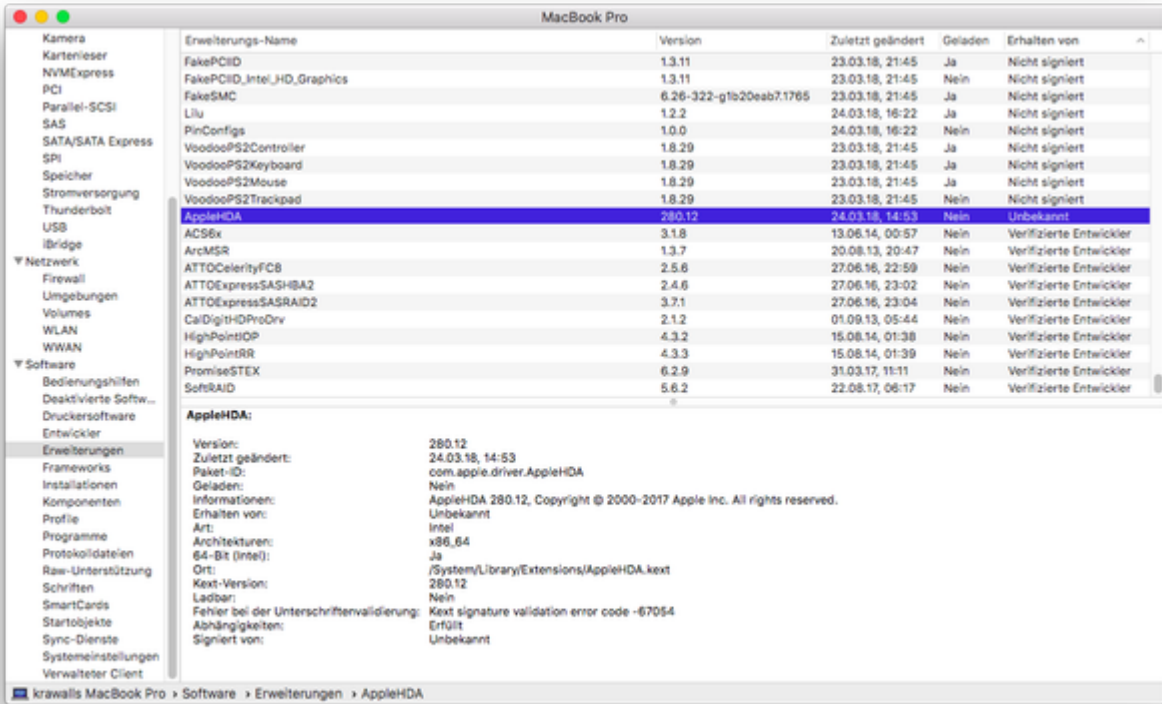 MacBook Pro
Kamera
Kartenleser
NVMExpress
PCI
Parallel-SCSI
SAS
SATA/SATA Express
SPI
Speicher
Stromversorgung
Thunderbolt
USB
iBridge
Netzwerk
Firewall
Umgebungen
Volumes
WLAN
WWAN
Software
Bedienungshilfen
Deaktivierte Softw...
Druckersoftware
Entwickler
Erweiterungen
Frameworks
Installationen
Komponenten
Profile
Programme
Protokolldateien
Raw-Unterstützung
Schriften
SmartCards
Startobjekte
Sync-Dienste
Systemeinstellungen
Verwalteter Client
Erweiterungs-Name Version Zuletzt geändert Geladen Erhalten von
FakePCIID 1.3.11 23.03.18, 21:45 Ja Nicht signiert
FakePCIID_Intel_HD_Graphics 1.3.11 23.03.18, 21:45 Nein Nicht signiert
FakeSMC 6.26-322-g1b20eab7.1765 23.03.18, 21:45 Ja Nicht signiert
Lilu 1.2.2 24.03.18, 16:22 Ja Nicht signiert
PinConfigs 1.0.0 24.03.18, 16:22 Nein Nicht signiert
VoodooPS2Controller 1.8.29 23.03.18, 21:45 Ja Nicht signiert
VoodooPS2Keyboard 1.8.29 23.03.18, 21:45 Ja Nicht signiert
VoodooPS2Mouse 1.8.29 23.03.18, 21:45 Ja Nicht signiert
VoodooPS2Trackpad 1.8.29 23.03.18, 21:45 Nein Nicht signiert
AppleHDA 280.12 24.03.18, 14:53 Nein Unbekannt
ACS6x 3.1.8 13.06.14, 00:57 Nein Verifizierte Entwickler
ArcMSR 1.3.7 20.08.13, 20:47 Nein Verifizierte Entwickler
ATTOCelerityFC8 2.5.6 27.06.16, 22:59 Nein Verifizierte Entwickler
ATTOExpressSASHBA2 2.4.6 27.06.16, 23:02 Nein Verifizierte Entwickler
ATTOExpressSASRAID2 3.7.1 27.06.16, 23:04 Nein Verifizierte Entwickler
CalDigitHDProDrv 2.1.2 01.09.13, 05:44 Nein Verifizierte Entwickler
HighPointIOP 4.3.2 15.08.14, 01:38 Nein Verifizierte Entwickler
HighPointRR 4.3.3 15.08.14, 01:39 Nein Verifizierte Entwickler
PromiseSTEX 6.2.9 31.03.17, 11:11 Nein Verifizierte Entwickler
SoftRAID 5.6.2 22.08.17, 06:17 Nein Verifizierte Entwickler
AppleHDA:
Version: 280.12
Zuletzt geändert: 24.03.18, 14:53
Paket-ID: com.apple.driver.AppleHDA
Geladen: Nein
Informationen: AppleHDA 280.12, Copyright © 2000-2017 Apple Inc. All rights reserved.
Erhalten von: Unbekannt
Art: Intel
Architekturen: x86_64
64-Bit (Intel): Ja
Ort: /System/Library/Extensions/AppleHDA.kext
Kext-Version: 280.12
Ladbar: Nein
Fehler bei der Unterschriftenvalidierung: Kext signature validation error code -67054
Abhängigkeiten: Erfüllt
Signiert von: Unbekannt
krawalls MacBook Pro › Software › Erweiterungen › AppleHDA